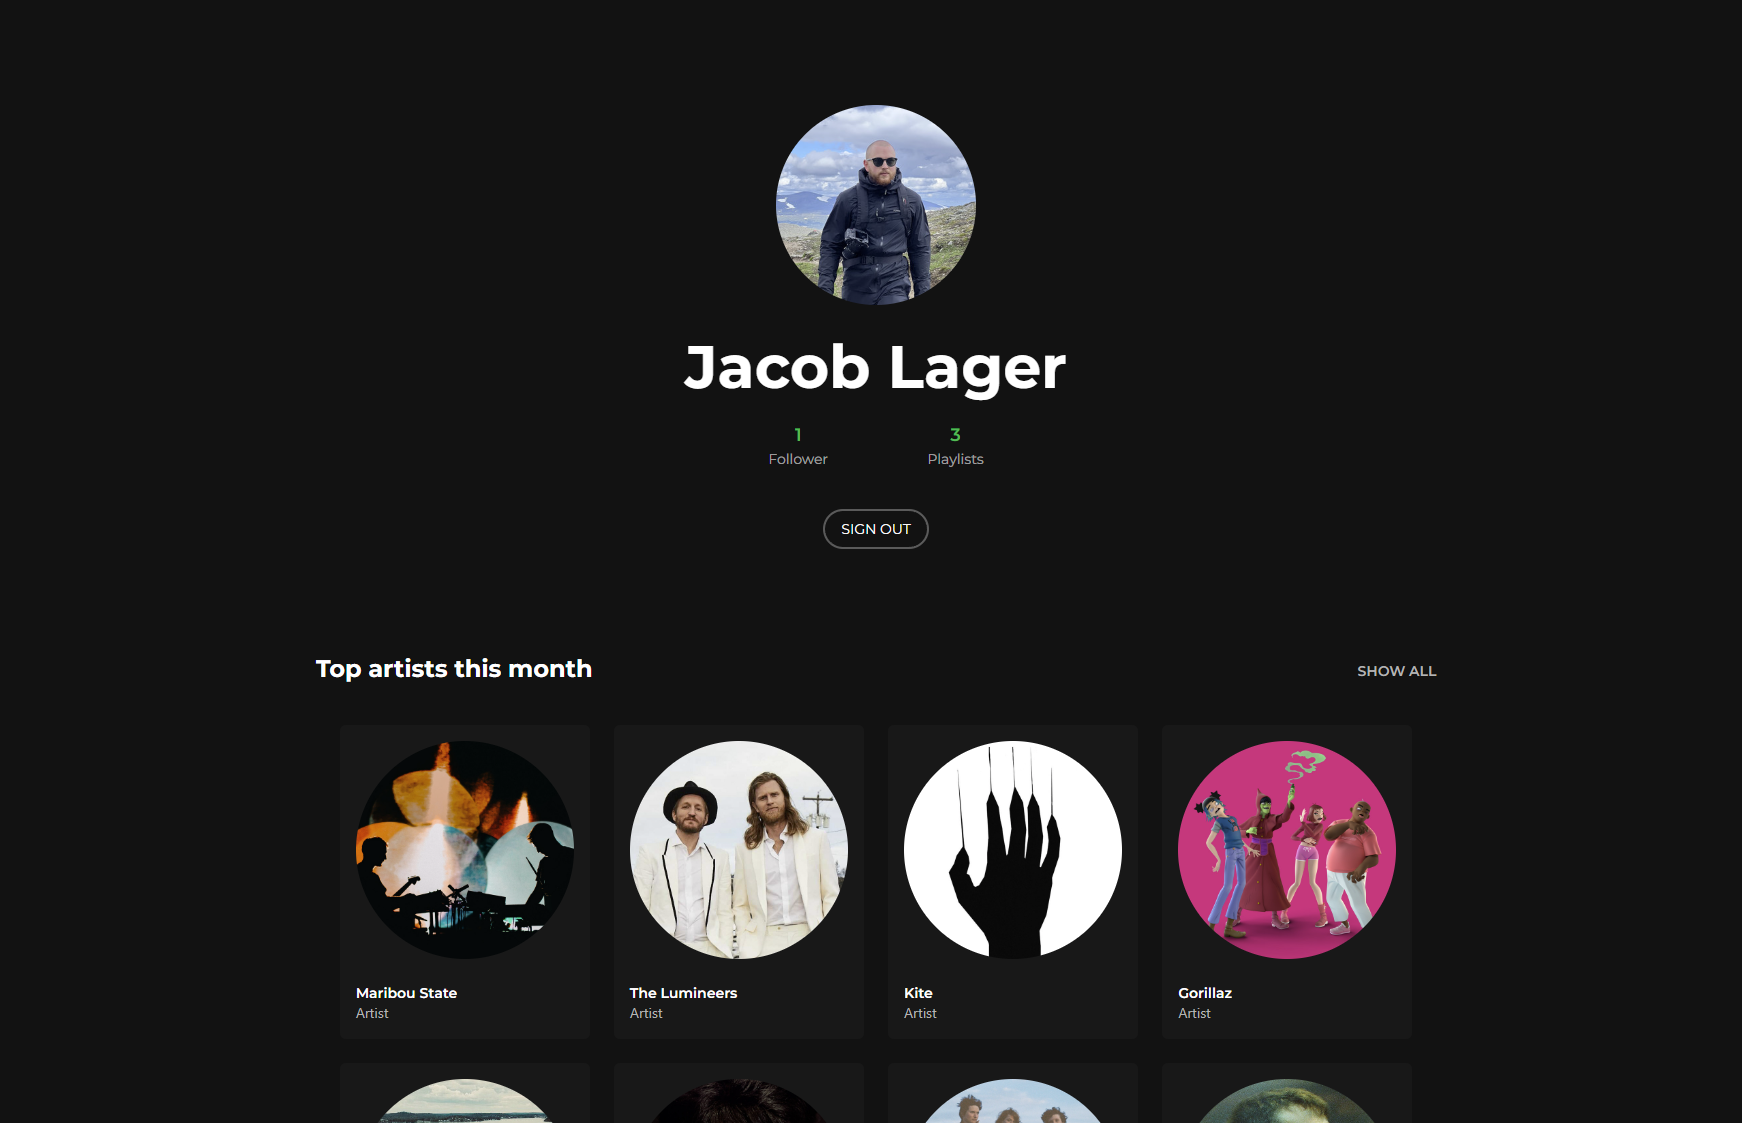 Jacob Lager
1 3
Follower Playlists
SIGN OUT
Top artists this month SHOW ALL
Maribou State
Artist
The Lumineers
Artist
Kite
Artist
Gorillaz
Artist